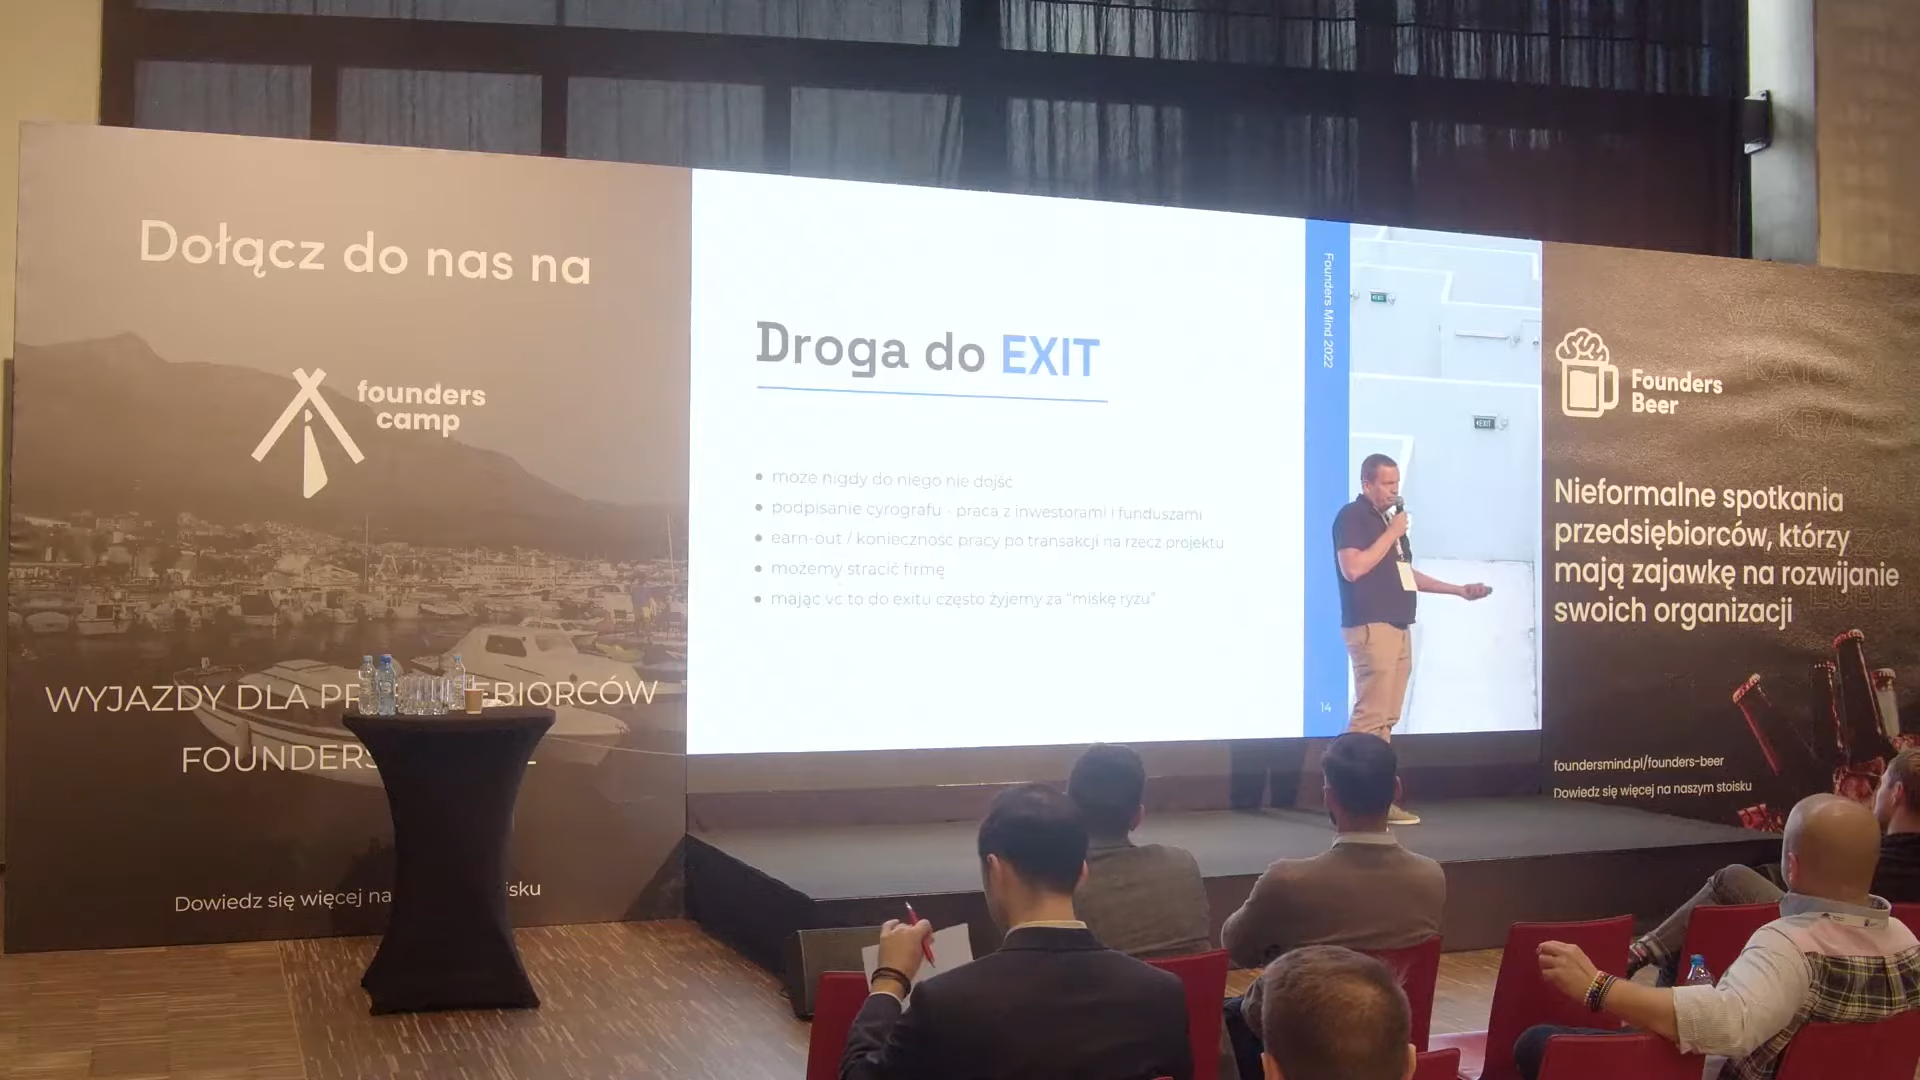 Dołącz do nas na
founders
camp
WYJAZDY DLA PR EBIORCÓW
FOUNDERS
Dowiedz się więcej na isku
Droga do EXIT
może nigdy do niego nie dojść
podpisanie cyrografu - praca z inwestorami i funduszami
earn-out / konieczność pracy po transakcji na rzecz projektu
możemy stracić firmę
mając vc to do exitu często żyjemy za "miskę ryżu"
Founders Mind 2022
14
EXIT
EXIT
Founders
Beer
Nieformalne spotkania
przedsiębiorców, którzy
mają zajawkę na rozwijanie
swoich organizacji
foundersmind.pl/founders-beer
Dowiedz się więcej na naszym stoisku